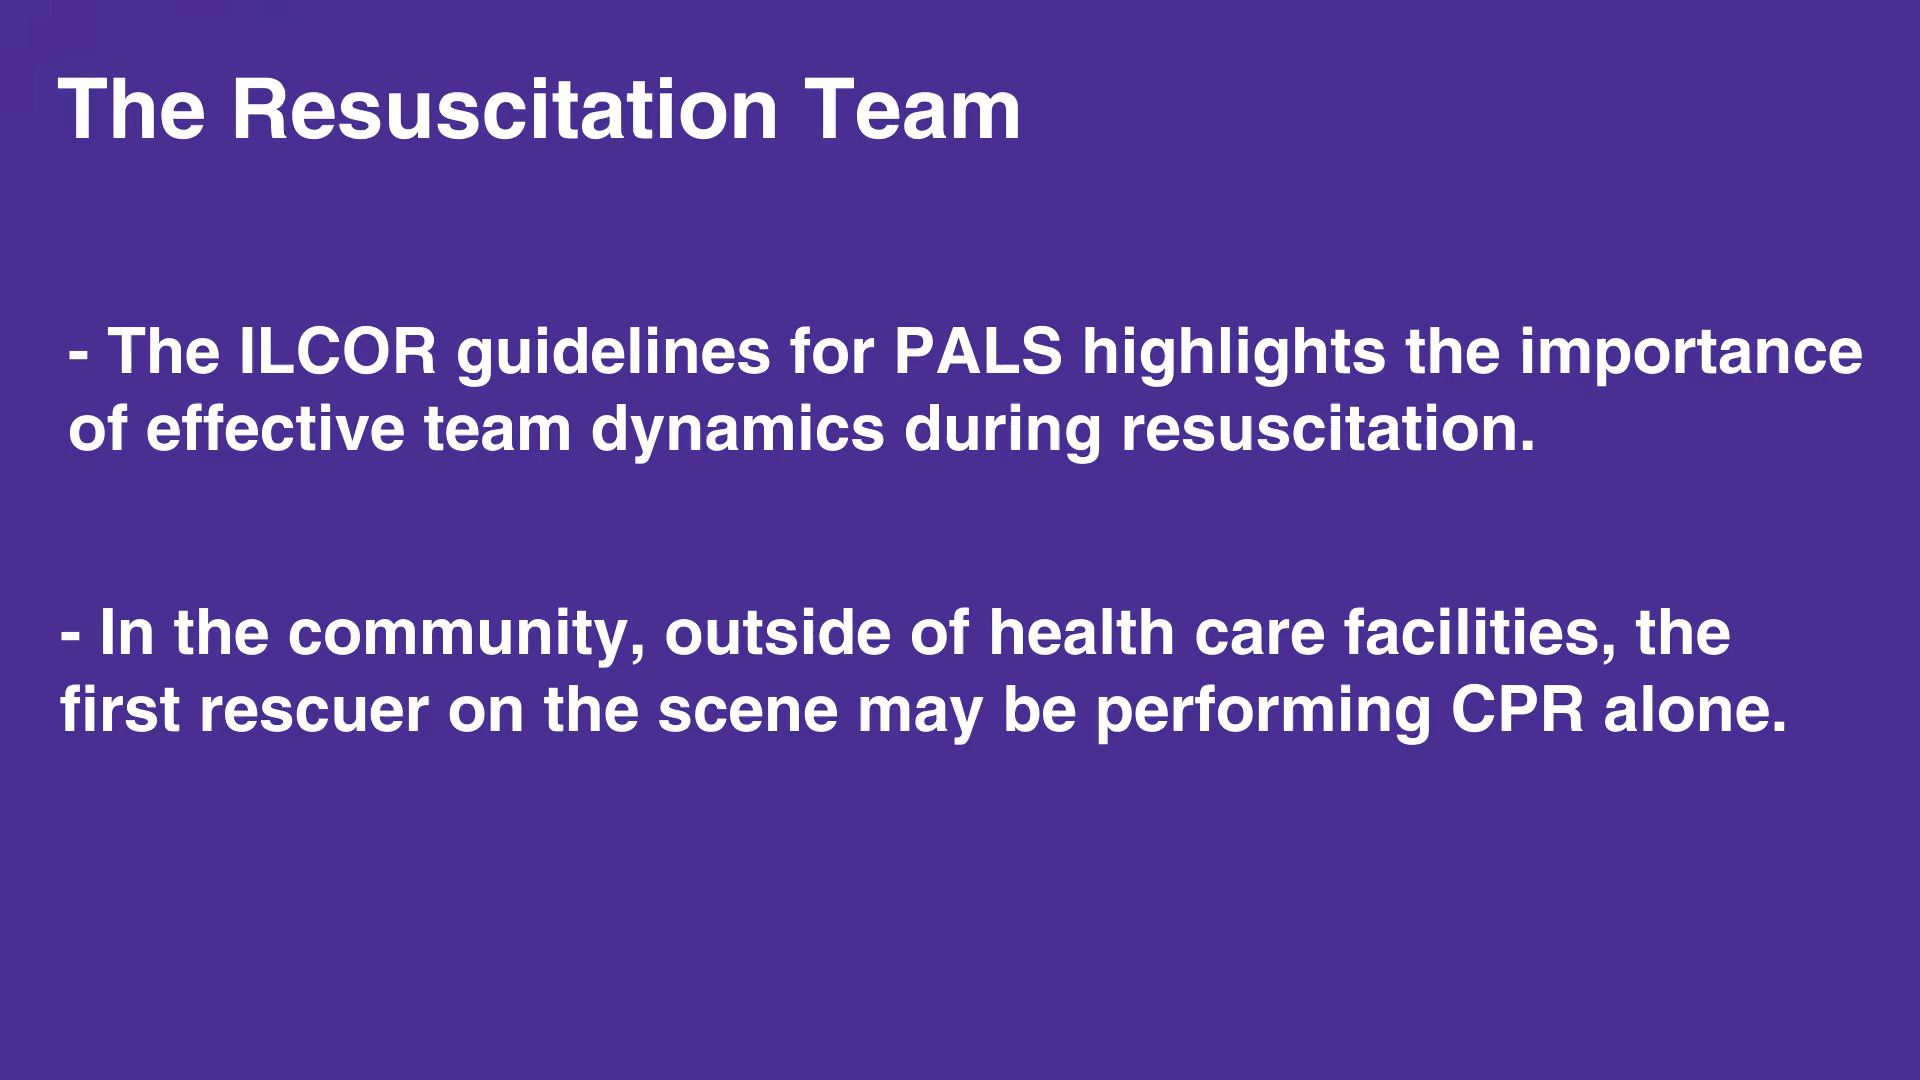 The Resuscitation Team
- The ILCOR guidelines for PALS highlights the importance
of effective team dynamics during resuscitation.
- In the community, outside of health care facilities, the
first rescuer on the scene may be performing CPR alone.